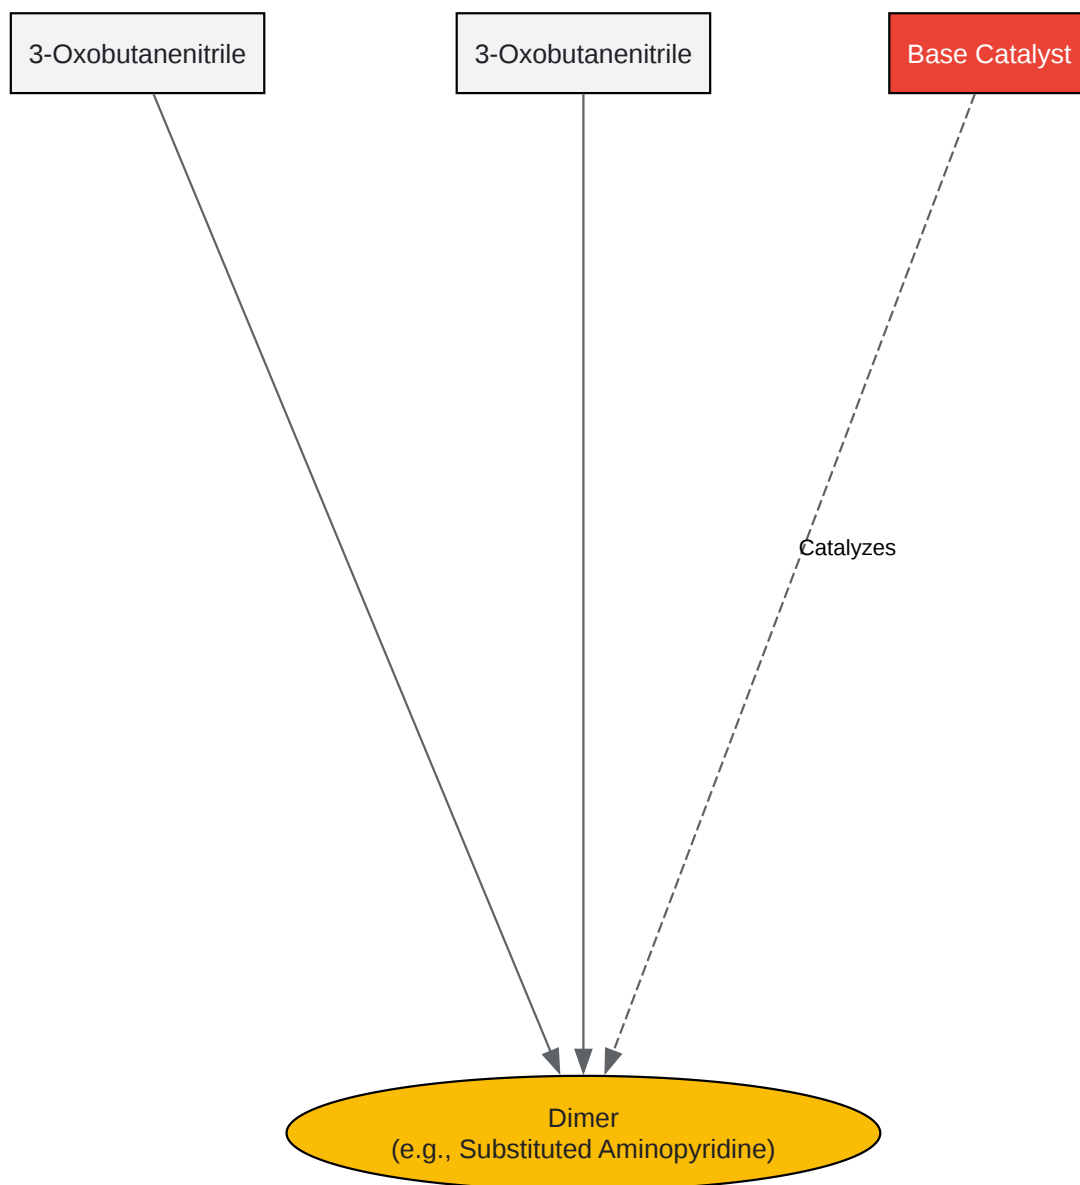 3-Oxobutanenitrile
3-Oxobutanenitrile
Base Catalyst
Catalyzes
Dimer
(e.g., Substituted Aminopyridine)